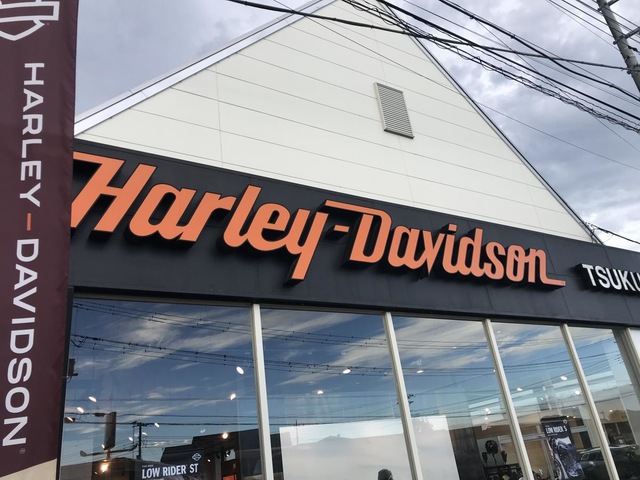 HARLEY-DAVIDSON®
Harley-Davidson
TSUKU
LOW RIDER ST
LOW RIDER S